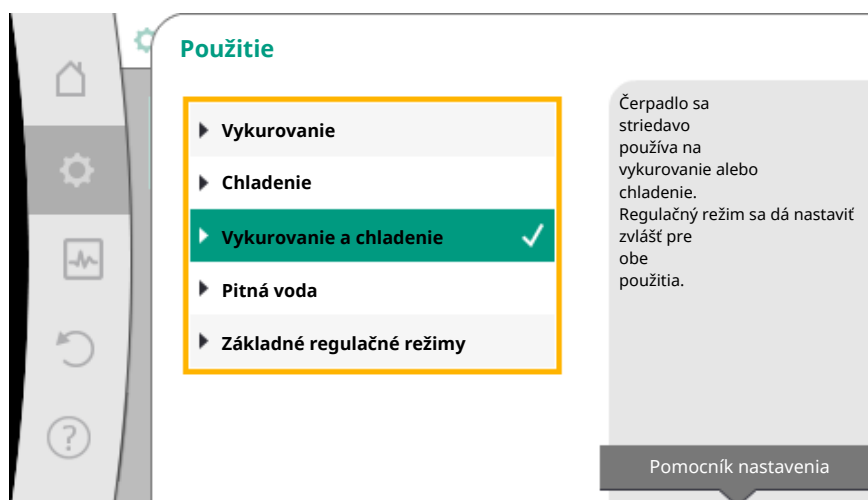 Použitie
Vykurovanie
Chladenie
Vykurovanie a chladenie
Pitná voda
Základné regulačné režimy
Čerpadlo sa
striedavo
používa na
vykurovanie alebo
chladenie.
Regulačný režim sa dá nastaviť
zvlášť pre
obe
použitia.
Pomocník nastavenia